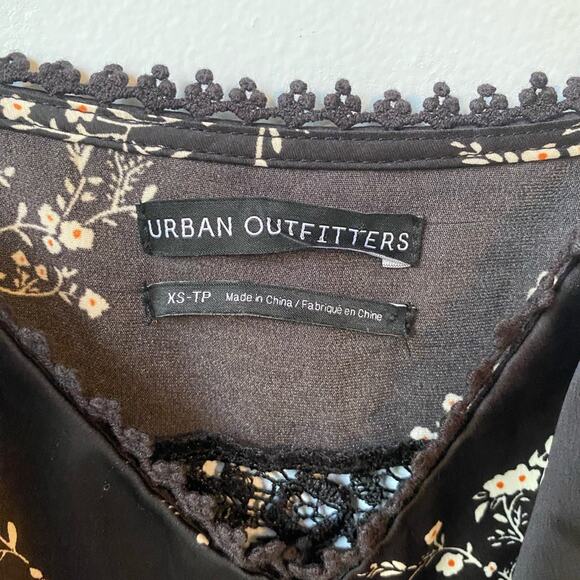 URBAN OUTFITTERS
XS-TP Made in China / Fabriqué en Chine